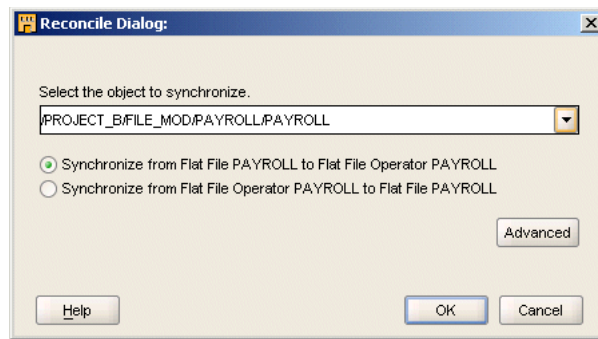 Reconcile Dialog:
Select the object to synchronize.
/PROJECT_B/FILE_MOD/PAYROLL/PAYROLL
Synchronize from Flat File PAYROLL to Flat File Operator PAYROLL
Synchronize from Flat File Operator PAYROLL to Flat File PAYROLL
Advanced
Help OK Cancel